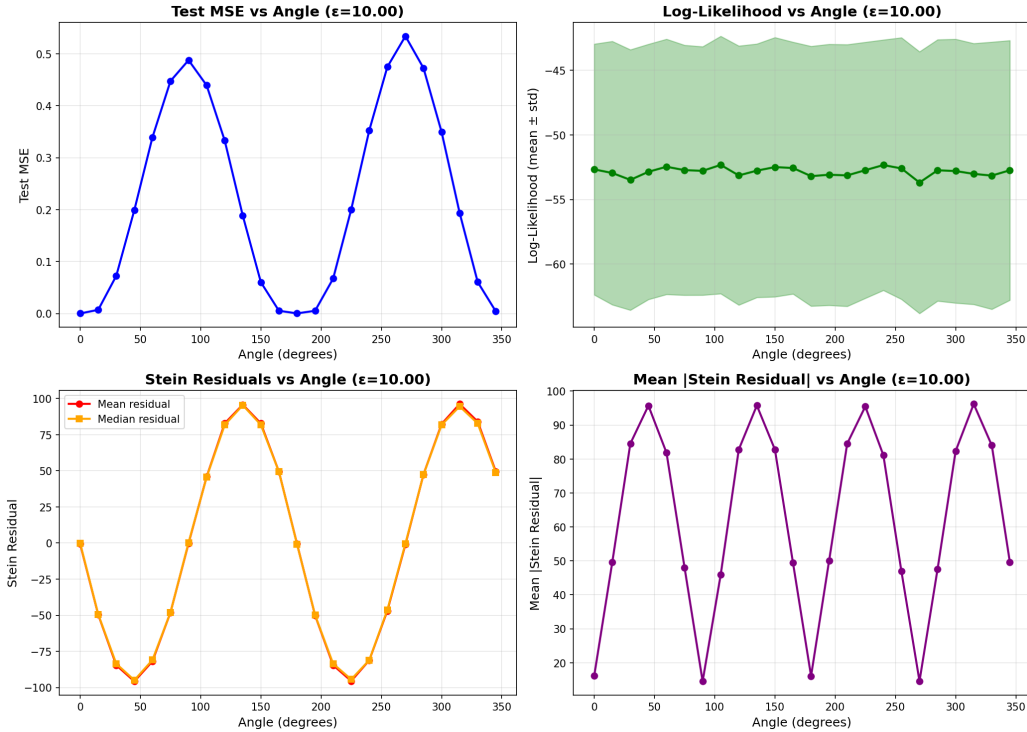 Test MSE vs Angle (ε=10.00)
Test MSE
0.5
0.4
0.3
0.2
0.1
0.0
0 50 100 150 200 250 300 350
Angle (degrees)
Log-Likelihood vs Angle (ε=10.00)
Log-Likelihood (mean ± std)
−45
−50
−55
−60
0 50 100 150 200 250 300 350
Angle (degrees)
Stein Residuals vs Angle (ε=10.00)
Mean residual
Median residual
Stein Residual
100
75
50
25
0
−25
−50
−75
−100
0 50 100 150 200 250 300 350
Angle (degrees)
Mean |Stein Residual| vs Angle (ε=10.00)
Mean |Stein Residual|
100
90
80
70
60
50
40
30
20
0 50 100 150 200 250 300 350
Angle (degrees)